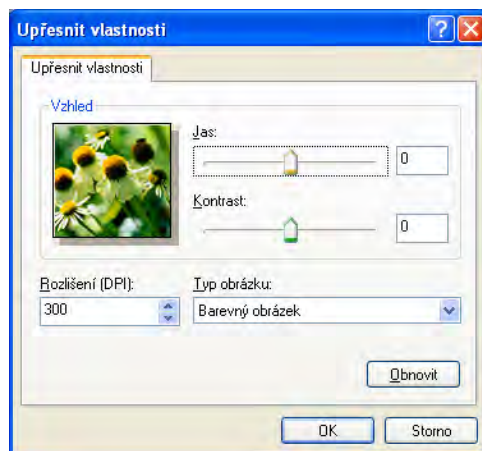 Upřesnit vlastnosti
Upřesnit vlastnosti
Vzhled
Jas:
0
Kontrast:
0
Rozlišení (DPI):
Typ obrázku:
300
Barevný obrázek
Obnovit
OK
Storno